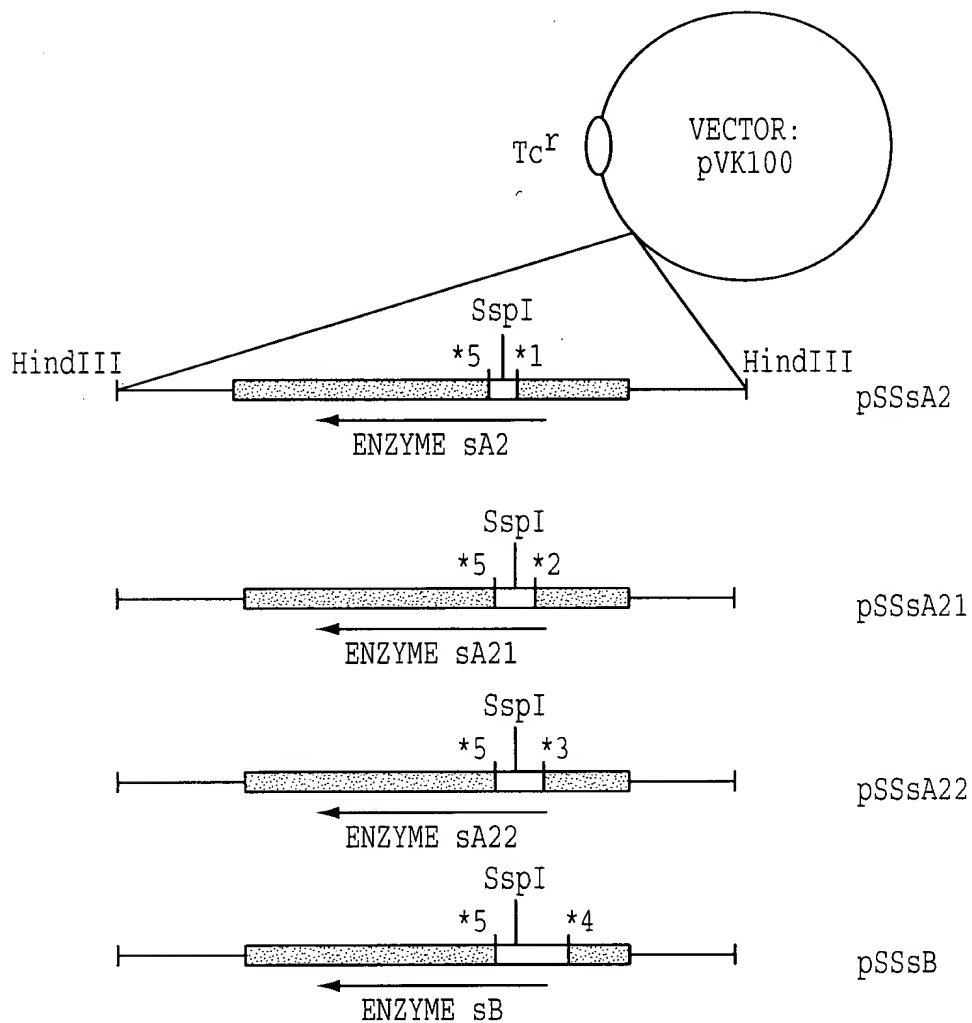 VECTOR:
pVK100
Tcr
SspI
*5 *1
HindIII HindIII
pSSsA2
ENZYME sA2
SspI
*5 *2
pSSsA21
ENZYME sA21
SspI
*5 *3
pSSsA22
ENZYME sA22
SspI
*5 *4
pSSsB
ENZYME sB